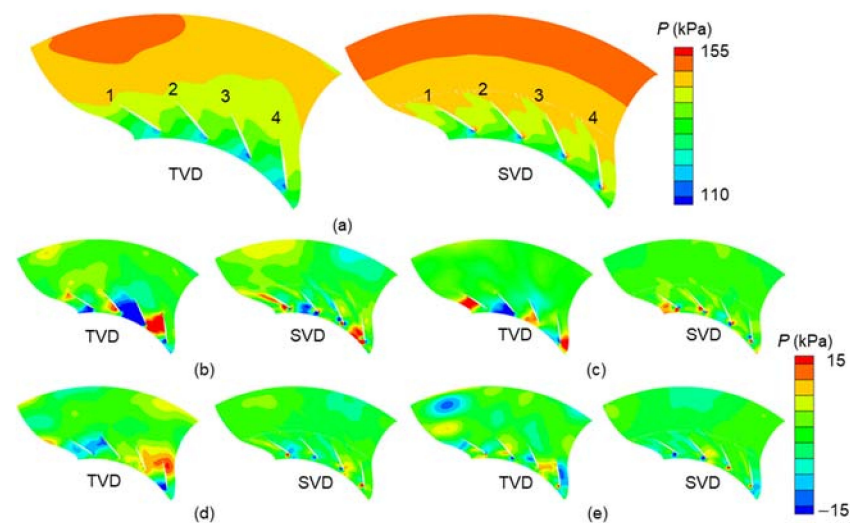 P (kPa)
155
1 2 3 4
1 2 3 4
TVD SVD
110
(a)
TVD SVD TVD SVD
(b) (c)
P (kPa)
15
TVD SVD TVD SVD
(d) (e)
−15